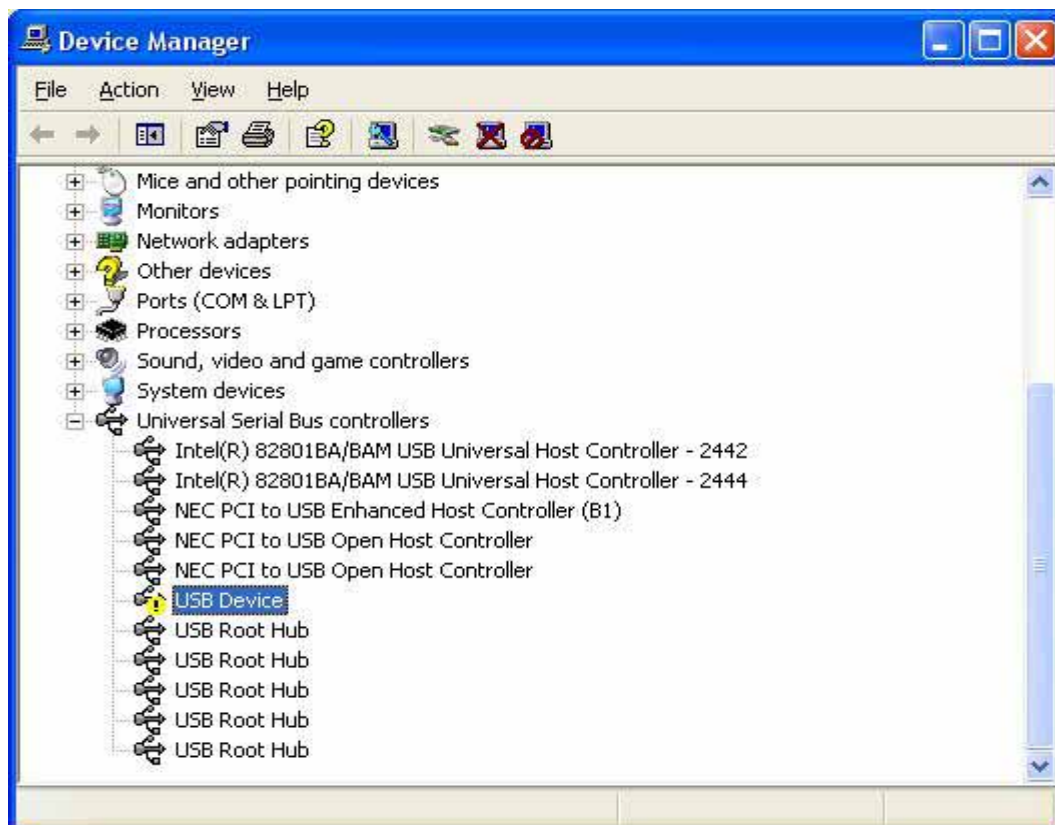 Device Manager
File Action View Help
Mice and other pointing devices
Monitors
Network adapters
Other devices
Ports (COM & LPT)
Processors
Sound, video and game controllers
System devices
Universal Serial Bus controllers
Intel(R) 82801BA/BAM USB Universal Host Controller - 2442
Intel(R) 82801BA/BAM USB Universal Host Controller - 2444
NEC PCI to USB Enhanced Host Controller (B1)
NEC PCI to USB Open Host Controller
NEC PCI to USB Open Host Controller
USB Device
USB Root Hub
USB Root Hub
USB Root Hub
USB Root Hub
USB Root Hub